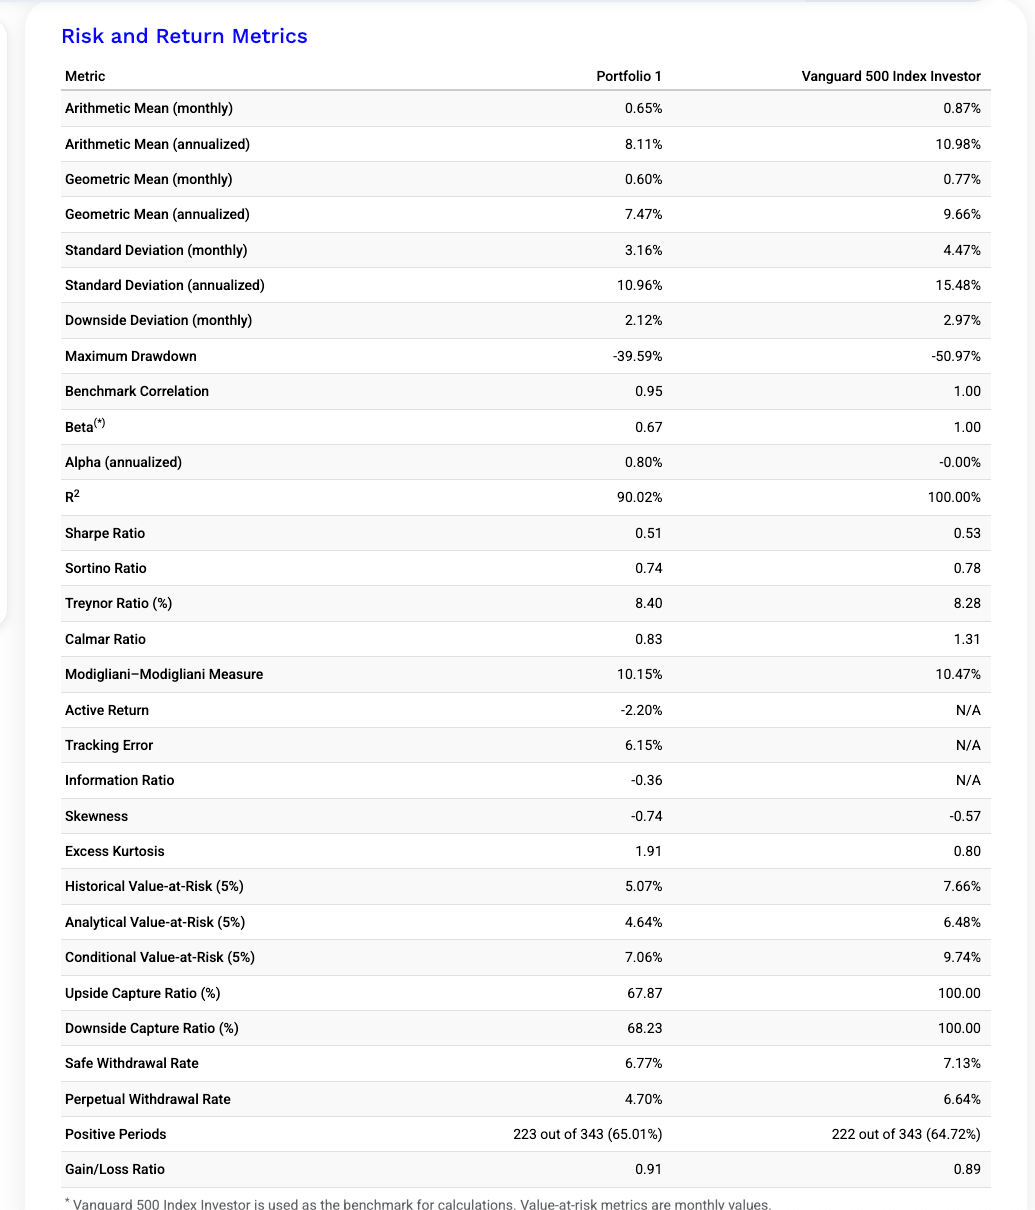 Risk and Return Metrics
Metric Portfolio 1 Vanguard 500 Index Investor
Arithmetic Mean (monthly) 0.65% 0.87%
Arithmetic Mean (annualized) 8.11% 10.98%
Geometric Mean (monthly) 0.60% 0.77%
Geometric Mean (annualized) 7.47% 9.66%
Standard Deviation (monthly) 3.16% 4.47%
Standard Deviation (annualized) 10.96% 15.48%
Downside Deviation (monthly) 2.12% 2.97%
Maximum Drawdown -39.59% -50.97%
Benchmark Correlation 0.95 1.00
Beta(*) 0.67 1.00
Alpha (annualized) 0.80% -0.00%
R2 90.02% 100.00%
Sharpe Ratio 0.51 0.53
Sortino Ratio 0.74 0.78
Treynor Ratio (%) 8.40 8.28
Calmar Ratio 0.83 1.31
Modigliani–Modigliani Measure 10.15% 10.47%
Active Return -2.20% N/A
Tracking Error 6.15% N/A
Information Ratio -0.36 N/A
Skewness -0.74 -0.57
Excess Kurtosis 1.91 0.80
Historical Value-at-Risk (5%) 5.07% 7.66%
Analytical Value-at-Risk (5%) 4.64% 6.48%
Conditional Value-at-Risk (5%) 7.06% 9.74%
Upside Capture Ratio (%) 67.87 100.00
Downside Capture Ratio (%) 68.23 100.00
Safe Withdrawal Rate 6.77% 7.13%
Perpetual Withdrawal Rate 4.70% 6.64%
Positive Periods 223 out of 343 (65.01%) 222 out of 343 (64.72%)
Gain/Loss Ratio 0.91 0.89
* Vanguard 500 Index Investor is used as the benchmark for calculations. Value-at-risk metrics are monthly values.